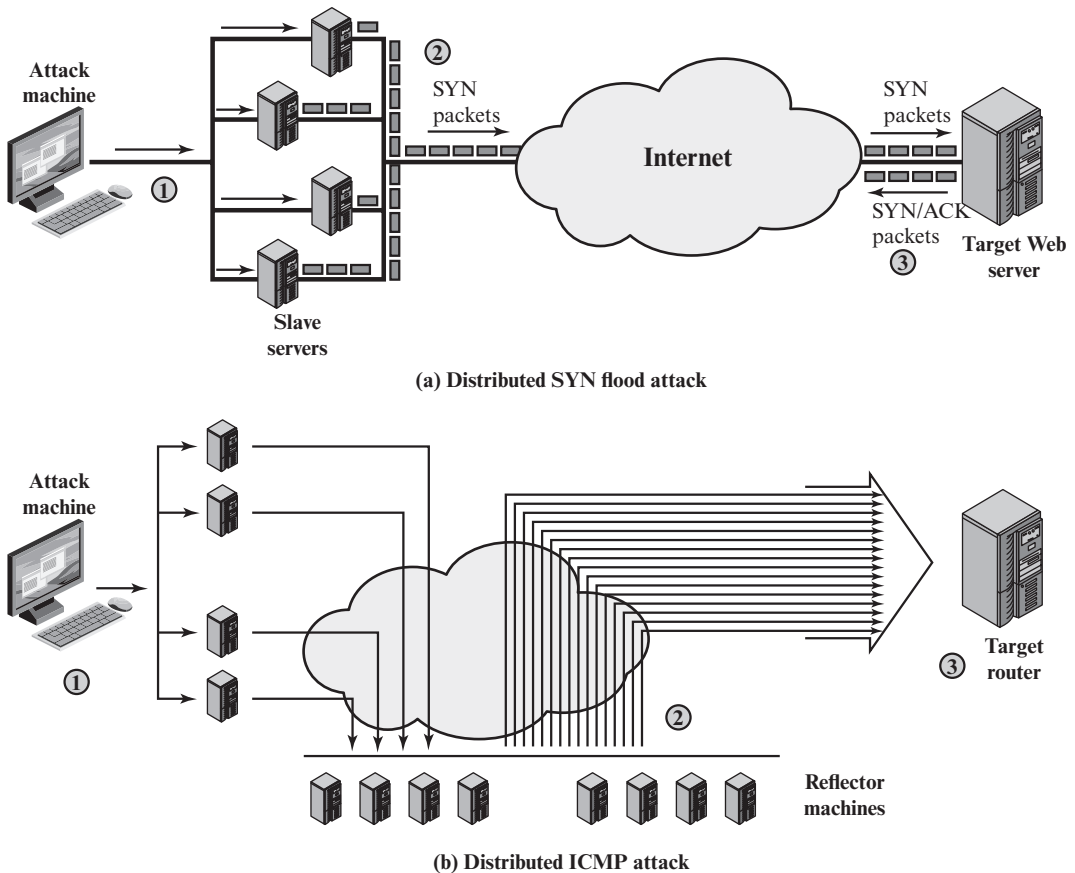 Attack
machine
1
2
SYN
packets
Internet
SYN
packets
SYN/ACK
packets
3
Target Web
server
Slave
servers
(a) Distributed SYN flood attack
Attack
machine
1
2
3
Target
router
Reflector
machines
(b) Distributed ICMP attack